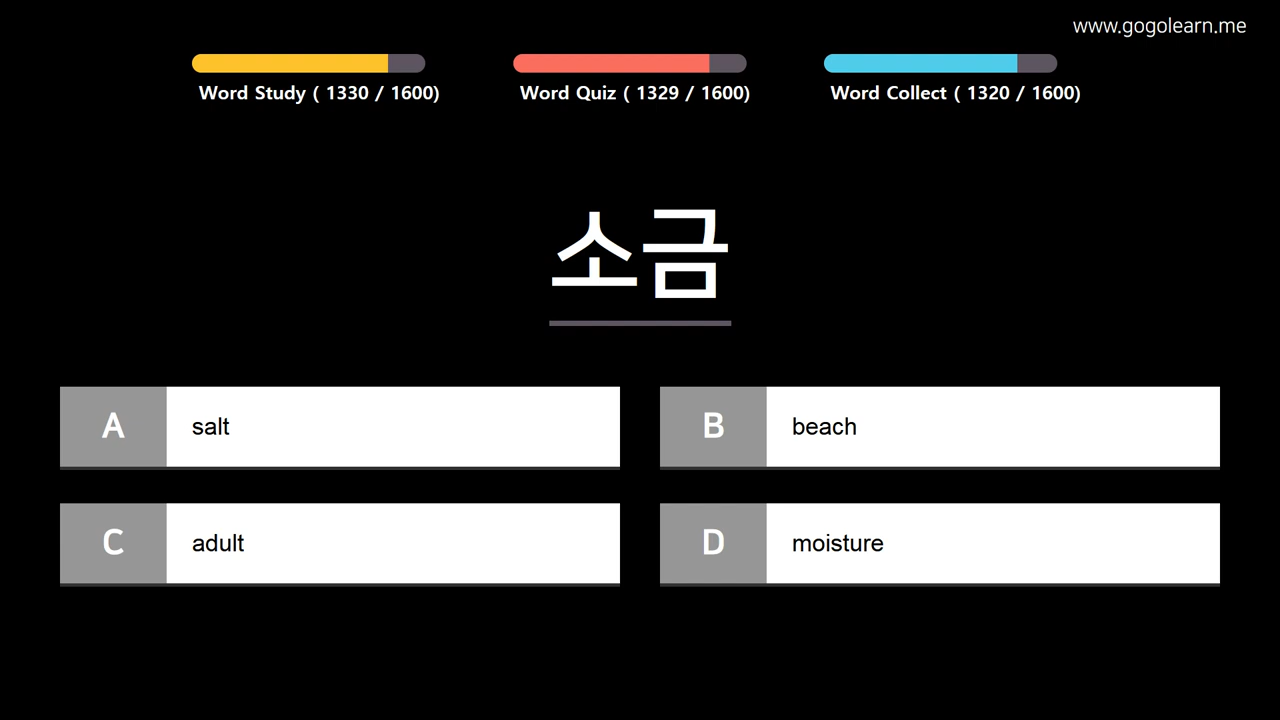 www.gogolearn.me
Word Study ( 1330 / 1600)
Word Quiz ( 1329 / 1600)
Word Collect ( 1320 / 1600)
소금
A salt
B beach
C adult
D moisture